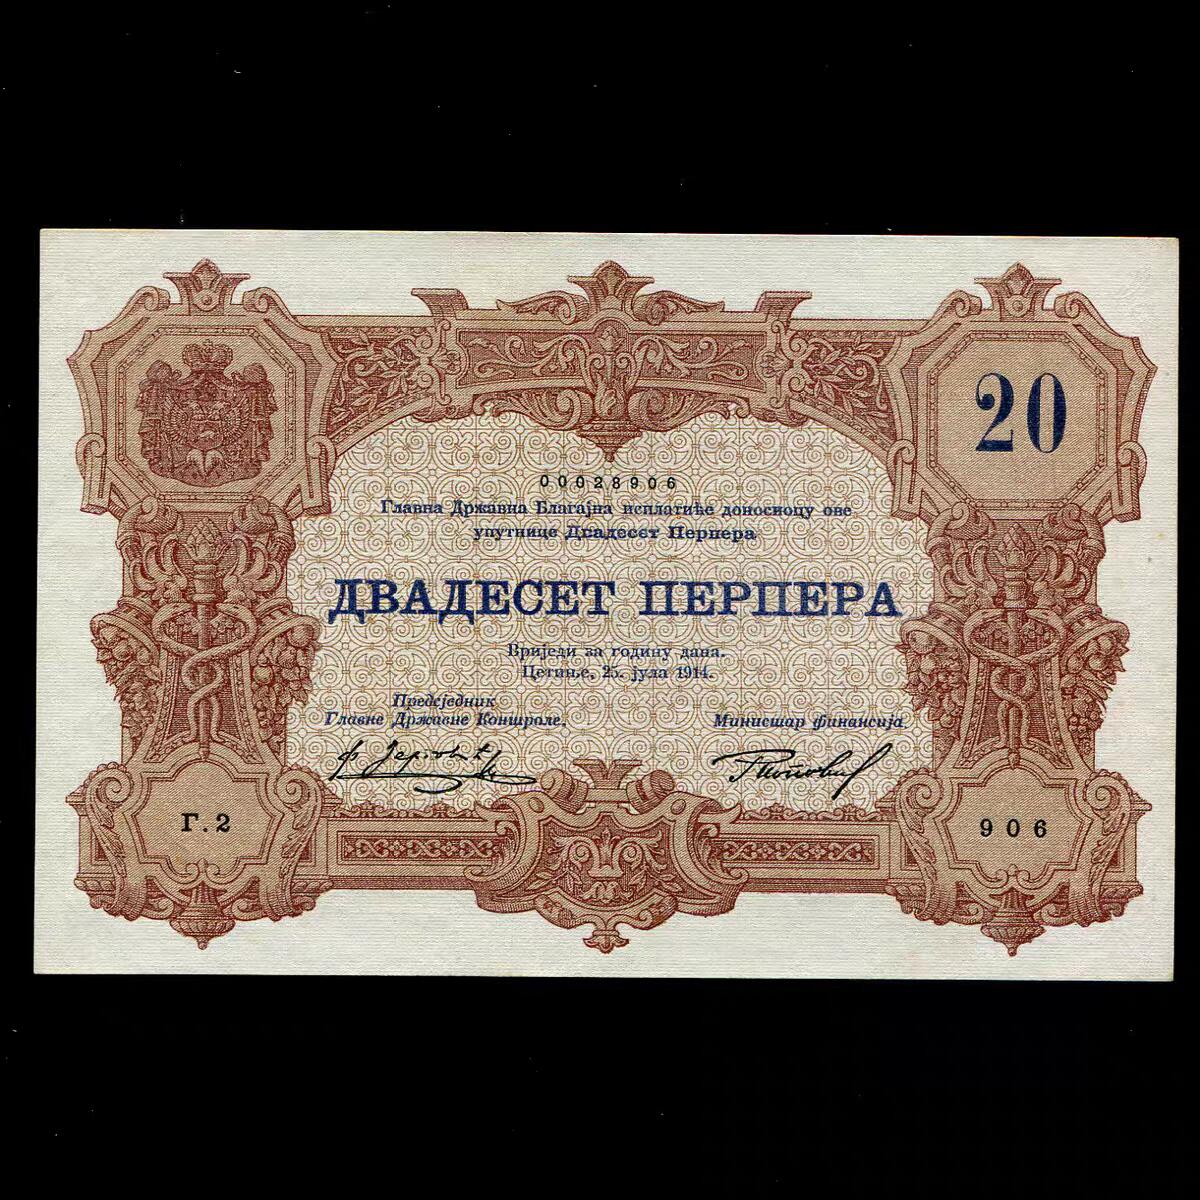 20
00028906
Главна Државна Благајна исплатиће доносиоцу ове
упутнице Двадесет Перпера
ДВАДЕСЕТ ПЕРПЕРА
Вриједи за годину дана.
Цетиње, 25. јула 1914.
Предсједник
Главне Државне Контроле,
Министар финансија
Г.2
906